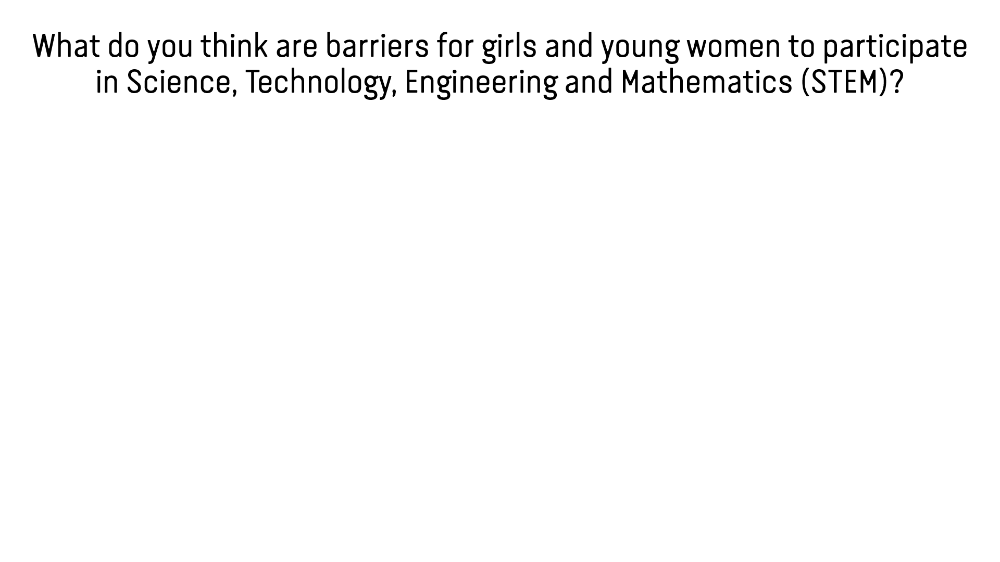 What do you think are barriers for girls and young women to participate
in Science, Technology, Engineering and Mathematics (STEM)?